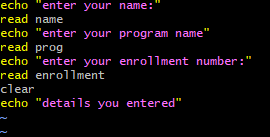 echo "enter your name:"
read name
echo "enter your program name"
read prog
echo "enter your enrollment number:"
read enrollment
clear
echo "details you entered"
~
~